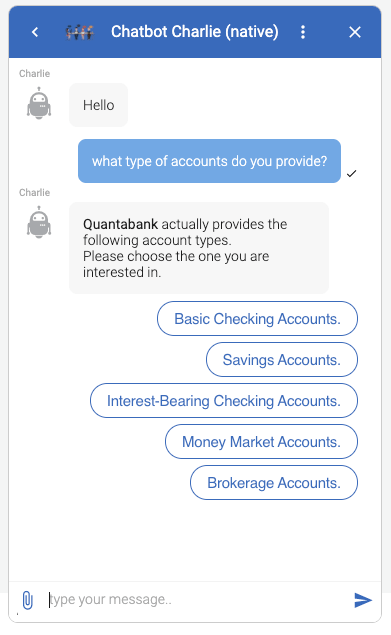 Chatbot Charlie (native)
Charlie
Hello
what type of accounts do you provide?
Charlie
Quantabank actually provides the
following account types.
Please choose the one you are
interested in.
Basic Checking Accounts.
Savings Accounts.
Interest-Bearing Checking Accounts.
Money Market Accounts.
Brokerage Accounts.
type your message..